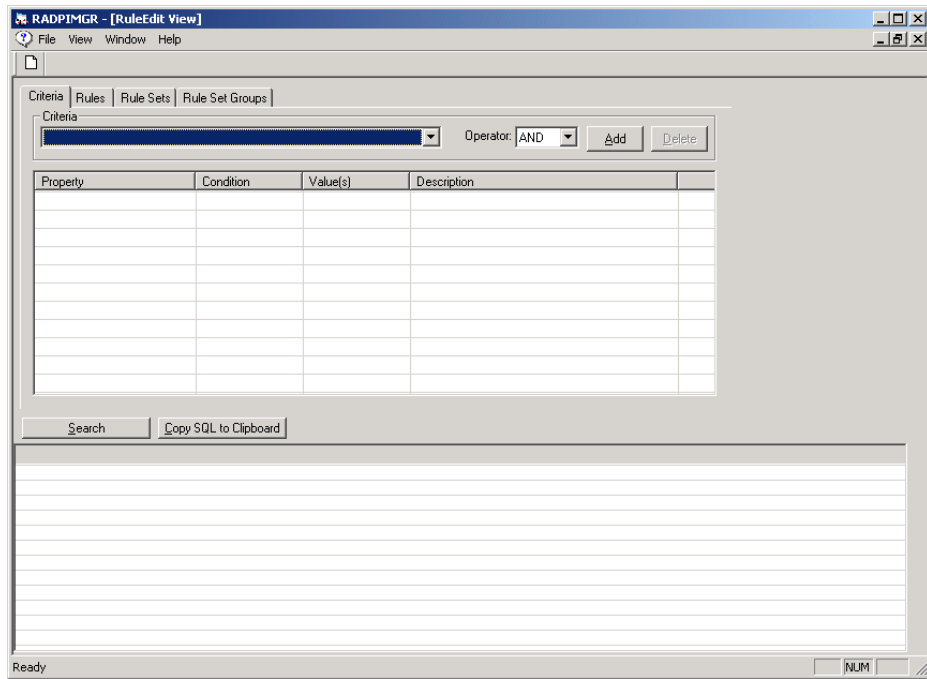 RADPIMGR - [RuleEdit View]
File View Window Help
Criteria Rules Rule Sets Rule Set Groups
Criteria
Operator: AND Add Delete
Property Condition Value(s) Description
Search Copy SQL to Clipboard
Ready NUM